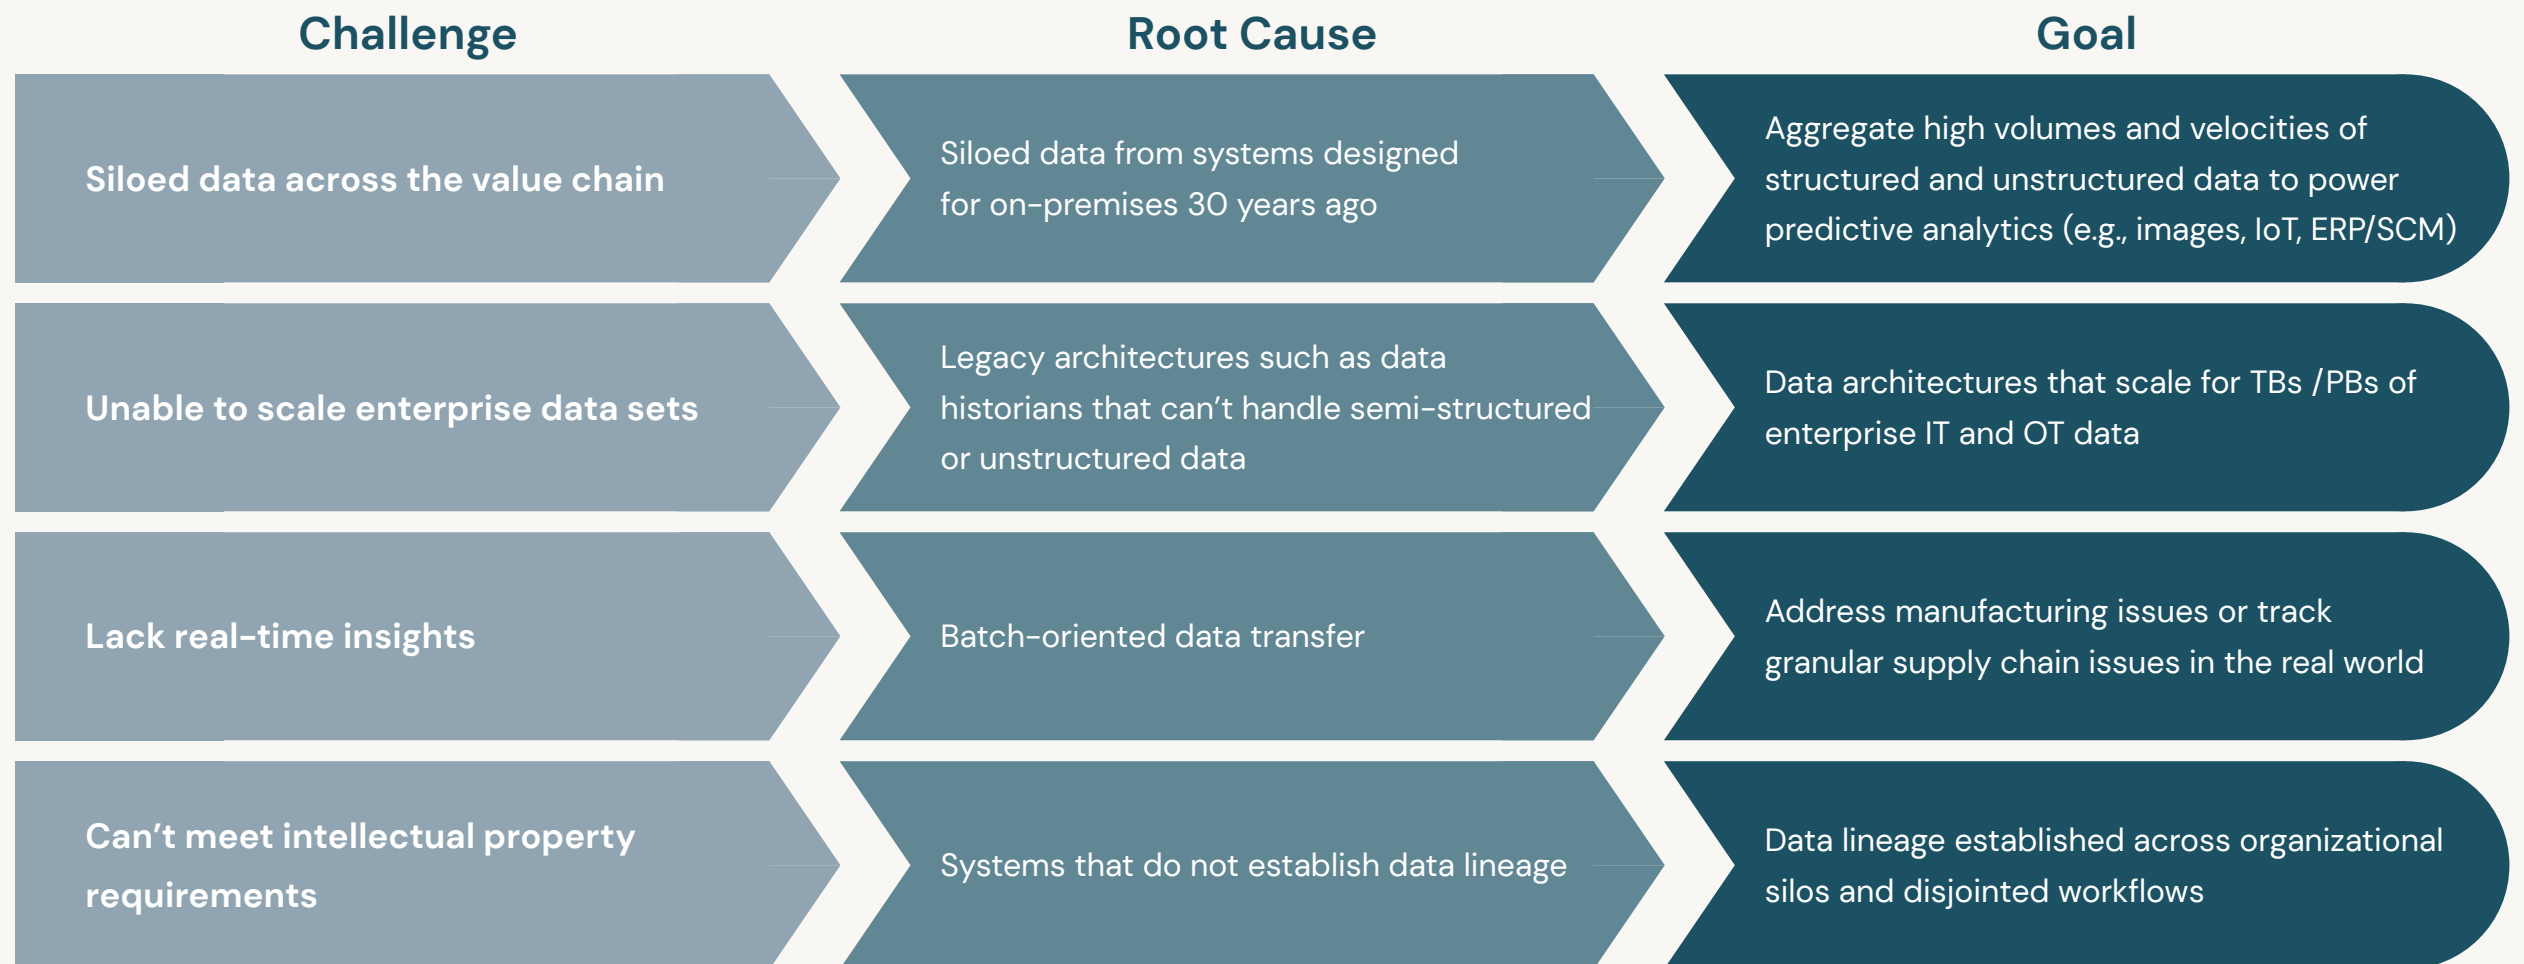 Challenge
Root Cause
Goal
Siloed data across the value chain
Siloed data from systems designed
for on-premises 30 years ago
Aggregate high volumes and velocities of
structured and unstructured data to power
predictive analytics (e.g., images, IoT, ERP/SCM)
Unable to scale enterprise data sets
Legacy architectures such as data
historians that can’t handle semi-structured
or unstructured data
Data architectures that scale for TBs /PBs of
enterprise IT and OT data
Lack real-time insights
Batch-oriented data transfer
Address manufacturing issues or track
granular supply chain issues in the real world
Can’t meet intellectual property
requirements
Systems that do not establish data lineage
Data lineage established across organizational
silos and disjointed workflows